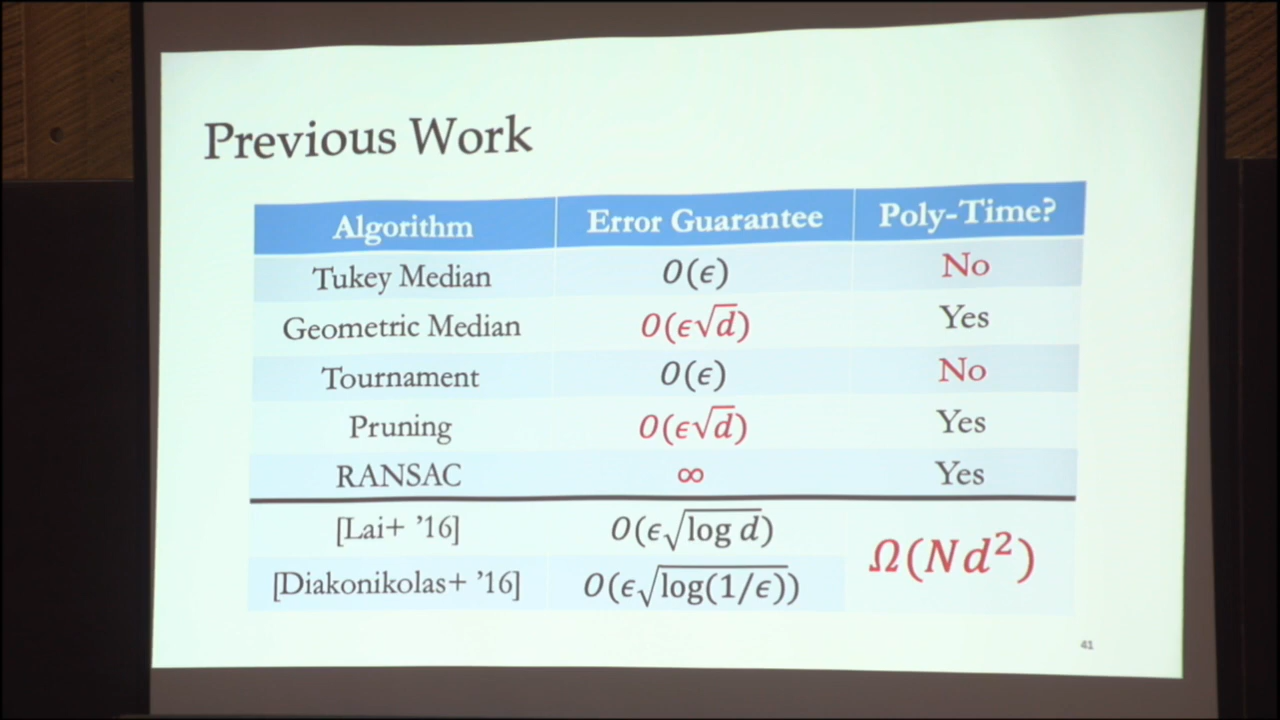 Previous Work
Algorithm Error Guarantee Poly-Time?
Tukey Median O(ϵ) No
Geometric Median O(ϵ√d) Yes
Tournament O(ϵ) No
Pruning O(ϵ√d) Yes
RANSAC ∞ Yes
[Lai+ ’16] O(ϵ√log d)
Ω(Nd²)
[Diakonikolas+ ’16] O(ϵ√log(1/ϵ))
41